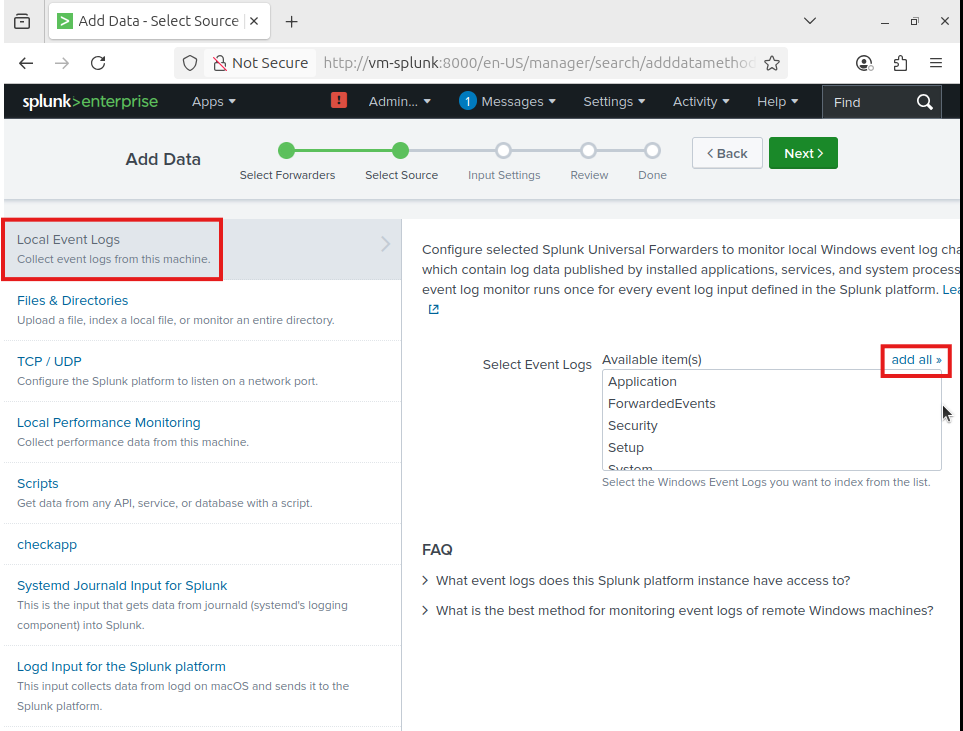 Add Data - Select Source
Not Secure
http://vm-splunk:8000/en-US/manager/search/adddatamethod
splunk>enterprise
Apps
!
Admin...
1
Messages
Settings
Activity
Help
Find
Add Data
Select Forwarders
Select Source
Input Settings
Review
Done
< Back
Next >
Local Event Logs
Collect event logs from this machine.
Files & Directories
Upload a file, index a local file, or monitor an entire directory.
TCP / UDP
Configure the Splunk platform to listen on a network port.
Local Performance Monitoring
Collect performance data from this machine.
Scripts
Get data from any API, service, or database with a script.
checkapp
Systemd Journald Input for Splunk
This is the input that gets data from journald (systemd's logging
component) into Splunk.
Logd Input for the Splunk platform
This input collects data from logd on macOS and sends it to the
Splunk platform.
Configure selected Splunk Universal Forwarders to monitor local Windows event log cha
which contain log data published by installed applications, services, and system process
event log monitor runs once for every event log input defined in the Splunk platform. Lea
Select Event Logs
Available item(s)
add all »
Application
ForwardedEvents
Security
Setup
System
Select the Windows Event Logs you want to index from the list.
FAQ
> What event logs does this Splunk platform instance have access to?
> What is the best method for monitoring event logs of remote Windows machines?